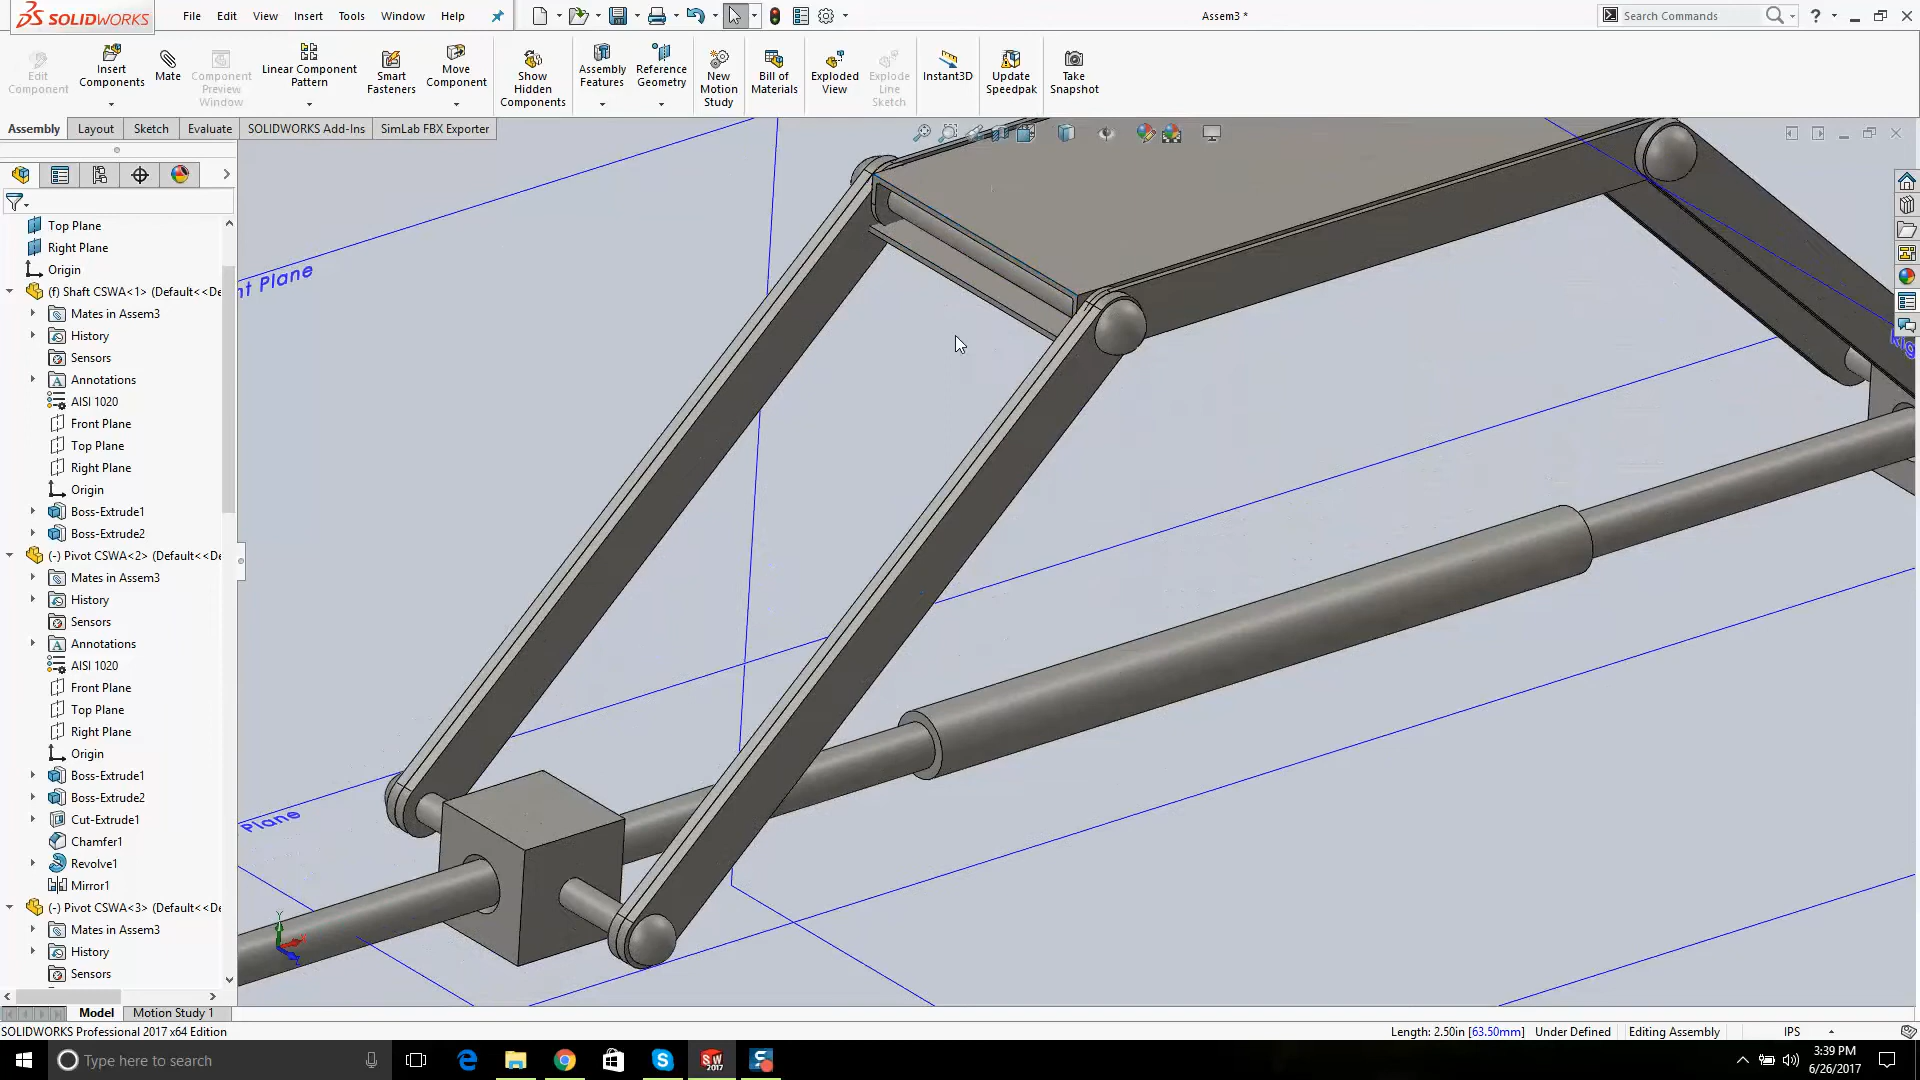 SOLIDWORKS
File Edit View Insert Tools Window Help
Assem3 *
Search Commands
?
Edit Component
Insert Components
Mate
Component Preview Window
Linear Component Pattern
Smart Fasteners
Move Component
Show Hidden Components
Assembly Features
Reference Geometry
New Motion Study
Bill of Materials
Exploded View
Explode Line Sketch
Instant3D
Update Speedpak
Take Snapshot
Assembly Layout Sketch Evaluate SOLIDWORKS Add-Ins SimLab FBX Exporter
Top Plane
Right Plane
Origin
(f) Shaft CSWA<1> (Default<<De
Mates in Assem3
History
Sensors
Annotations
AISI 1020
Front Plane
Top Plane
Right Plane
Origin
Boss-Extrude1
Boss-Extrude2
(-) Pivot CSWA<2> (Default<<De
Mates in Assem3
History
Sensors
Annotations
AISI 1020
Front Plane
Top Plane
Right Plane
Origin
Boss-Extrude1
Boss-Extrude2
Cut-Extrude1
Chamfer1
Revolve1
Mirror1
(-) Pivot CSWA<3> (Default<<De
Mates in Assem3
History
Sensors
nt Plane
Plane
Rig
Y
Model Motion Study 1
SOLIDWORKS Professional 2017 x64 Edition
Length: 2.50in [63.50mm] Under Defined Editing Assembly IPS
Type here to search
3:39 PM
6/26/2017